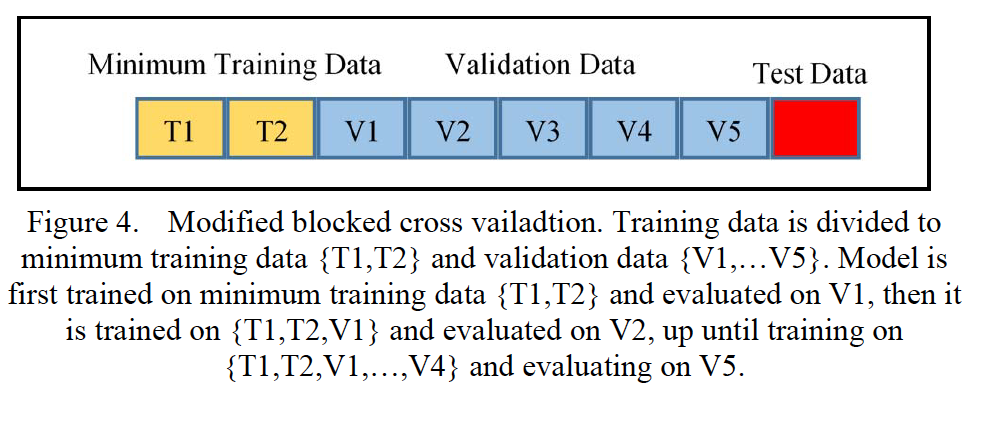 Minimum Training Data Validation Data Test Data
T1 T2 V1 V2 V3 V4 V5
Figure 4. Modified blocked cross vailadtion. Training data is divided to
minimum training data {T1,T2} and validation data {V1,…V5}. Model is
first trained on minimum training data {T1,T2} and evaluated on V1, then it
is trained on {T1,T2,V1} and evaluated on V2, up until training on
{T1,T2,V1,…,V4} and evaluating on V5.